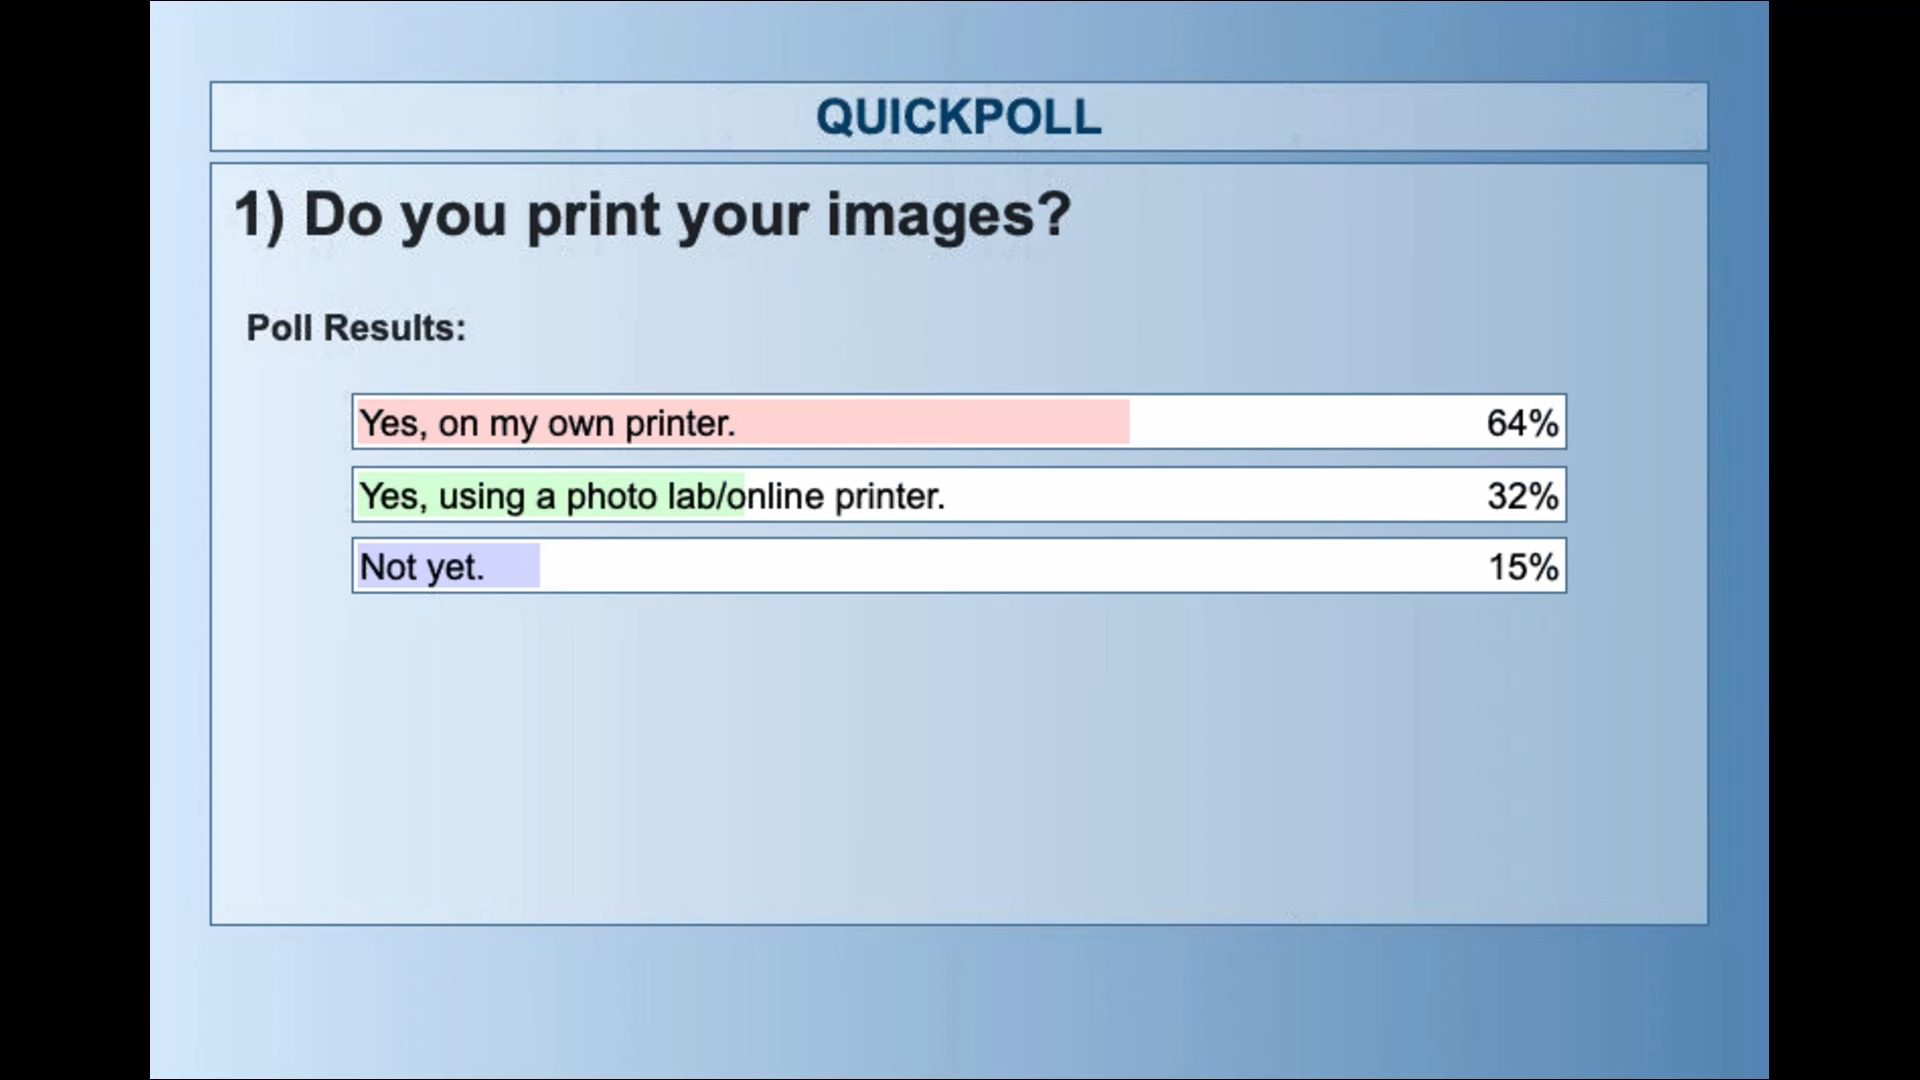 QUICKPOLL
1) Do you print your images?
Poll Results:
Yes, on my own printer. 64%
Yes, using a photo lab/online printer. 32%
Not yet. 15%